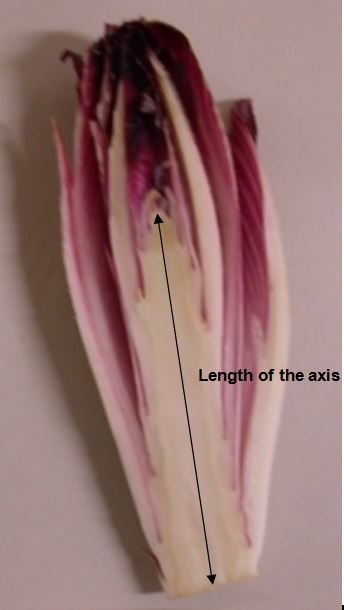 Length of the axis